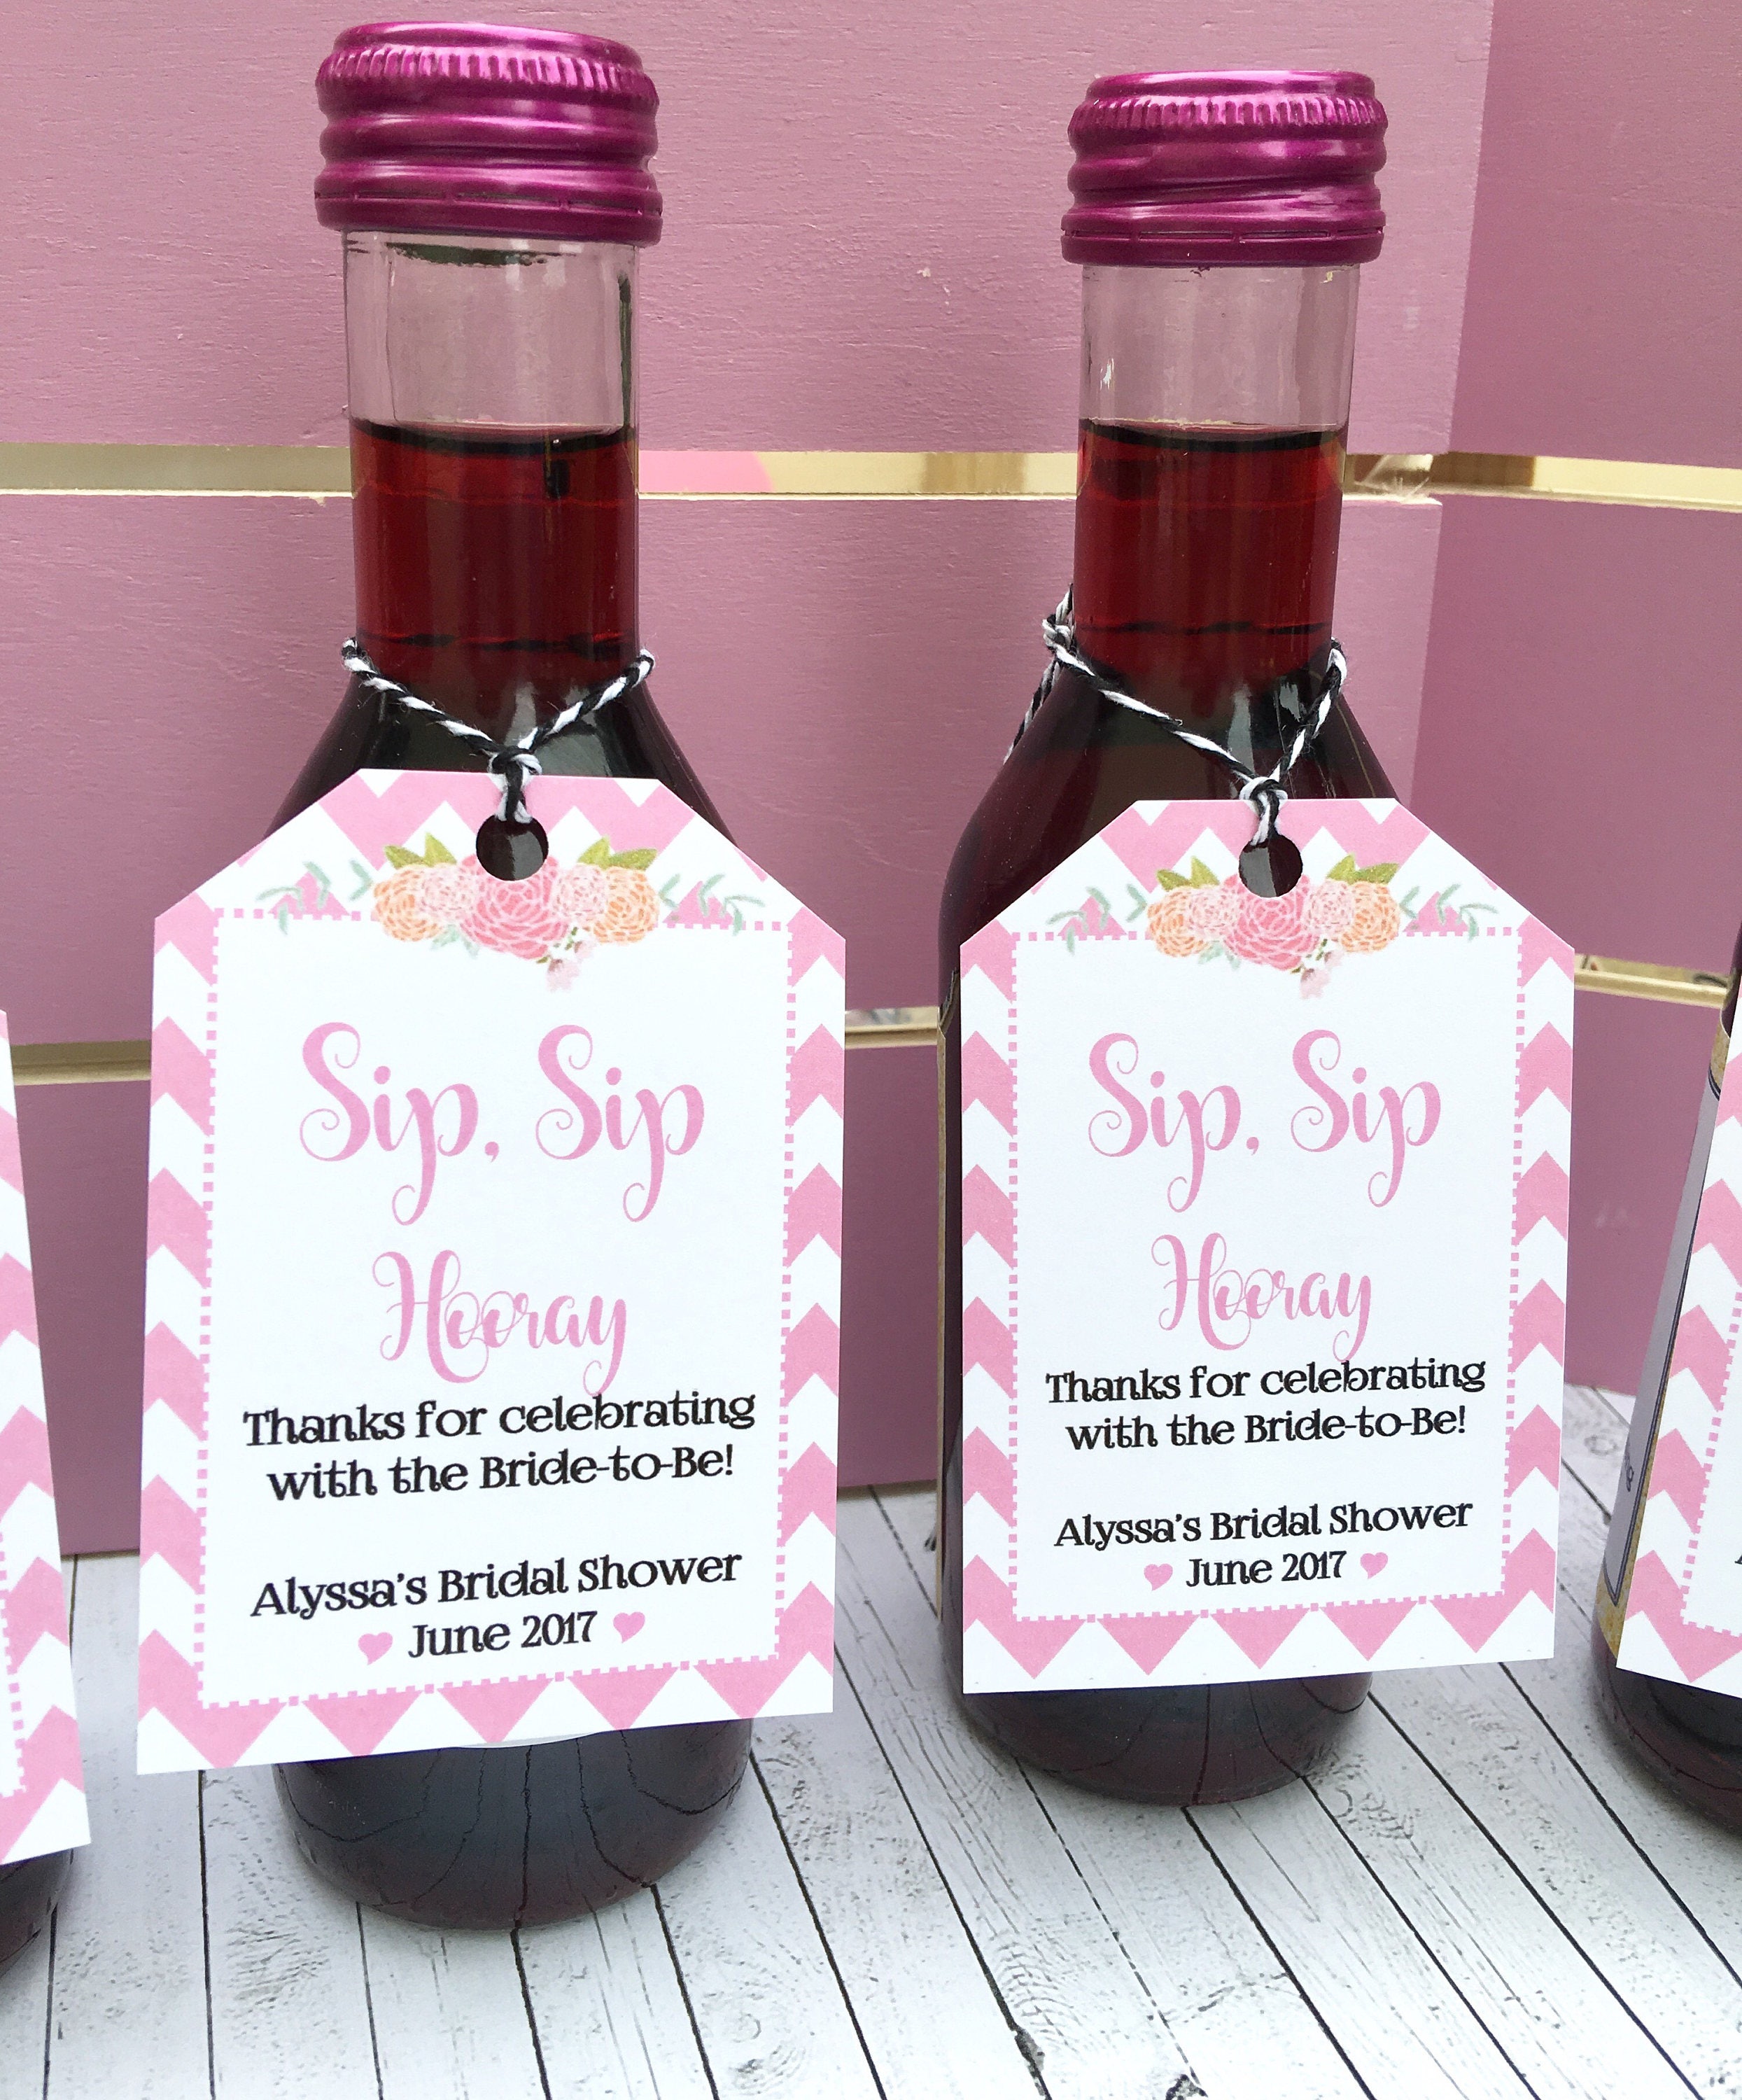 Sip, Sip
Hooray
Thanks for celebrating
with the Bride-to-Be!
Alyssa's Bridal Shower
June 2017
Sip, Sip
Hooray
Thanks for celebrating
with the Bride-to-Be!
Alyssa's Bridal Shower
June 2017